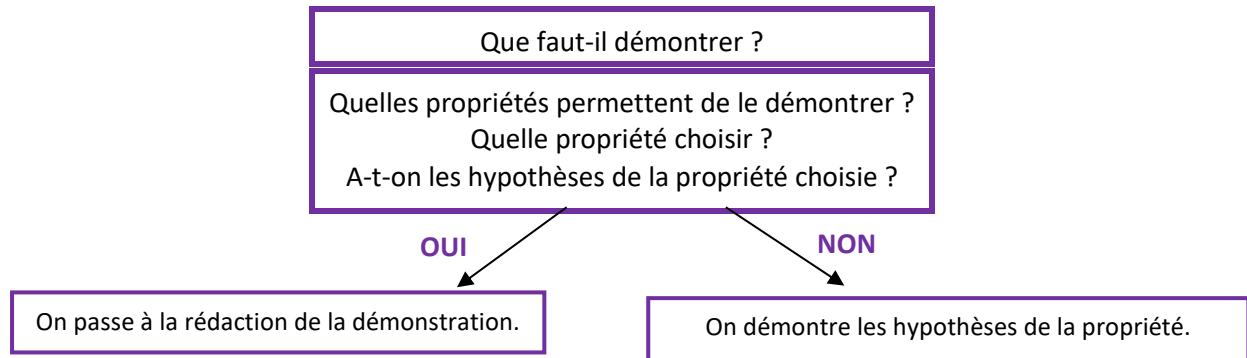 Que faut-il démontrer ?
Quelles propriétés permettent de le démontrer ?
Quelle propriété choisir ?
A-t-on les hypothèses de la propriété choisie ?
OUI
NON
On passe à la rédaction de la démonstration.
On démontre les hypothèses de la propriété.